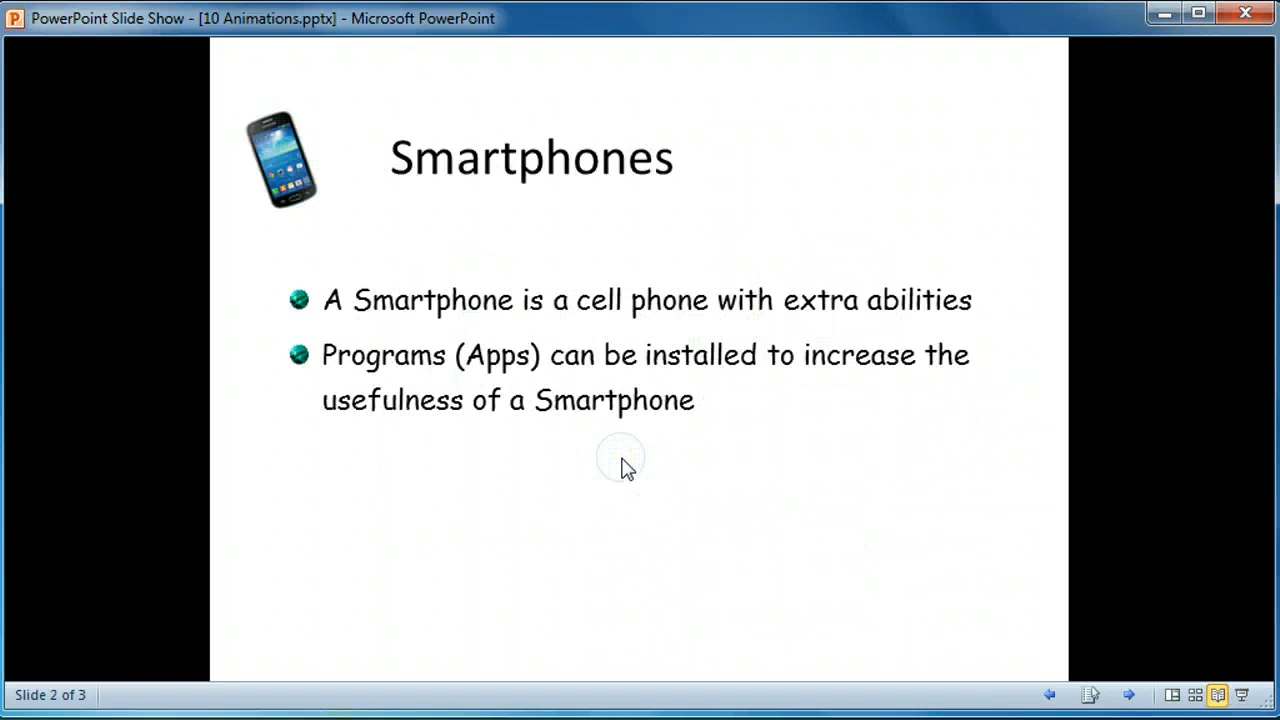 PowerPoint Slide Show - [10 Animations.pptx] - Microsoft PowerPoint
Smartphones
A Smartphone is a cell phone with extra abilities
Programs (Apps) can be installed to increase the
usefulness of a Smartphone
Slide 2 of 3